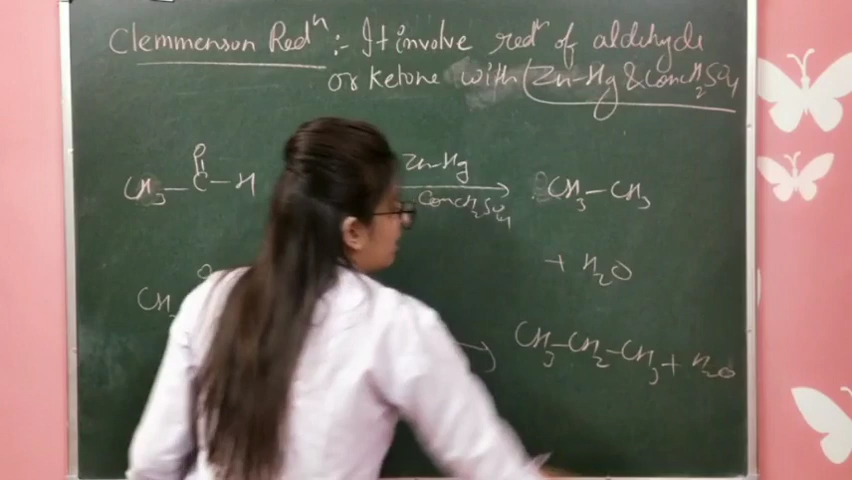 Clemmenson Redⁿ :- It involve redⁿ of aldehyde
or Ketone with (Zn-Hg & Conc H2SO4
O
CH3 - C - H Zn-Hg CH3-CH3
Conc H2SO4
+ H2O
O
CH → CH3-CH2-CH3 + H2O